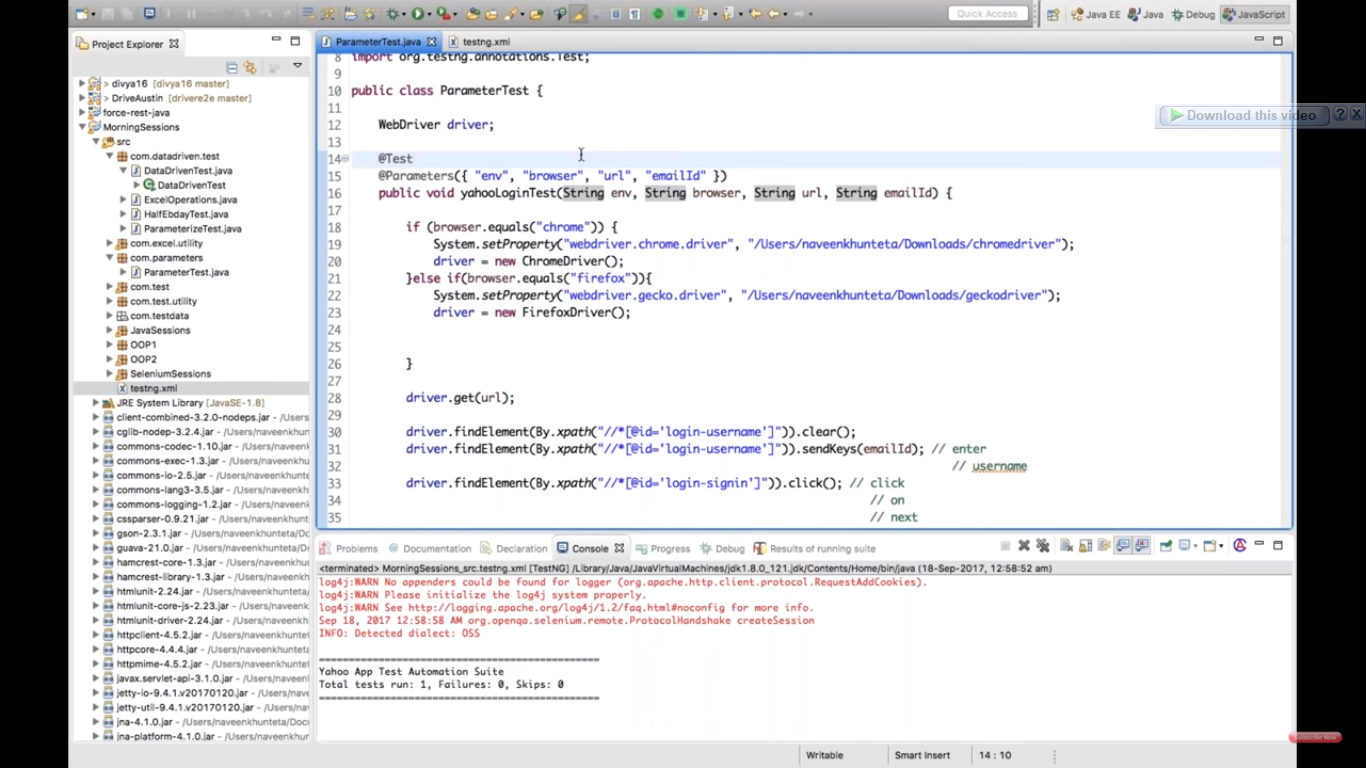 Quick Access
Java EE
Java
Debug
JavaScript
Project Explorer
ParameterTest.java
testng.xml
> divya16 [divya16 master]
> DriveAustin [drivere2e master]
force-rest-java
MorningSessions
src
com.datadriven.test
DataDrivenTest.java
DataDrivenTest
ExcelOperations.java
HalfEbdayTest.java
ParameterizeTest.java
com.excel.utility
com.parameters
ParameterTest.java
com.test
com.test.utility
com.testdata
JavaSessions
OOP1
OOP2
SeleniumSessions
testng.xml
JRE System Library [JavaSE-1.8]
client-combined-3.2.0-nodeps.jar - /Users
cglib-nodep-3.2.4.jar - /Users/naveenkhur
commons-codec-1.10.jar - /Users/naveenk
commons-exec-1.3.jar - /Users/naveenkhu
commons-io-2.5.jar - /Users/naveenkhunte
commons-lang3-3.5.jar - /Users/naveenkh
commons-logging-1.2.jar - /Users/naveen
cssparser-0.9.21.jar - /Users/naveenkhunt
gson-2.3.1.jar - /Users/naveenkhunteta/Do
guava-21.0.jar - /Users/naveenkhunteta/D
hamcrest-core-1.3.jar - /Users/naveenkhu
hamcrest-library-1.3.jar - /Users/naveenkh
htmlunit-2.24.jar - /Users/naveenkhunteta
htmlunit-core-js-2.23.jar - /Users/naveen
htmlunit-driver-2.24.jar - /Users/naveenkh
httpclient-4.5.2.jar - /Users/naveenkhunt
httpcore-4.4.4.jar - /Users/naveenkhuntet
httpmime-4.5.2.jar - /Users/naveenkhunte
javax.servlet-api-3.1.0.jar - /Users/naveer
jetty-io-9.4.1.v20170120.jar - /Users/nave
jetty-util-9.4.1.v20170120.jar - /Users/nav
jna-4.1.0.jar - /Users/naveenkhunteta/Doc
jna-platform-4.1.0.jar - /Users/naveenkhur
8 import org.testng.annotations.Test;
9
10 public class ParameterTest {
11
12 WebDriver driver;
13
14 @Test
15 @Parameters({ "env", "browser", "url", "emailId" })
16 public void yahooLoginTest(String env, String browser, String url, String emailId) {
17
18 if (browser.equals("chrome")) {
19 System.setProperty("webdriver.chrome.driver", "/Users/naveenkhunteta/Downloads/chromedriver");
20 driver = new ChromeDriver();
21 }else if(browser.equals("firefox")){
22 System.setProperty("webdriver.gecko.driver", "/Users/naveenkhunteta/Downloads/geckodriver");
23 driver = new FirefoxDriver();
24
25
26 }
27
28 driver.get(url);
29
30 driver.findElement(By.xpath("//*[@id='login-username']")).clear();
31 driver.findElement(By.xpath("//*[@id='login-username']")).sendKeys(emailId); // enter
32 // username
33 driver.findElement(By.xpath("//*[@id='login-signin']")).click(); // click
34 // on
35 // next
Download this video ? X
Problems
Documentation
Declaration
Console
Progress
Debug
Results of running suite
<terminated> MorningSessions_src.testng.xml [TestNG] /Library/Java/JavaVirtualMachines/jdk1.8.0_121.jdk/Contents/Home/bin/java (18-Sep-2017, 12:58:52 am)
log4j:WARN No appenders could be found for logger (org.apache.http.client.protocol.RequestAddCookies).
log4j:WARN Please initialize the log4j system properly.
log4j:WARN See http://logging.apache.org/log4j/1.2/faq.html#noconfig for more info.
Sep 18, 2017 12:58:58 AM org.openqa.selenium.remote.ProtocolHandshake createSession
INFO: Detected dialect: OSS
===============================================
Yahoo App Test Automation Suite
Total tests run: 1, Failures: 0, Skips: 0
===============================================
Subscribe Now
Writable
Smart Insert
14 : 10